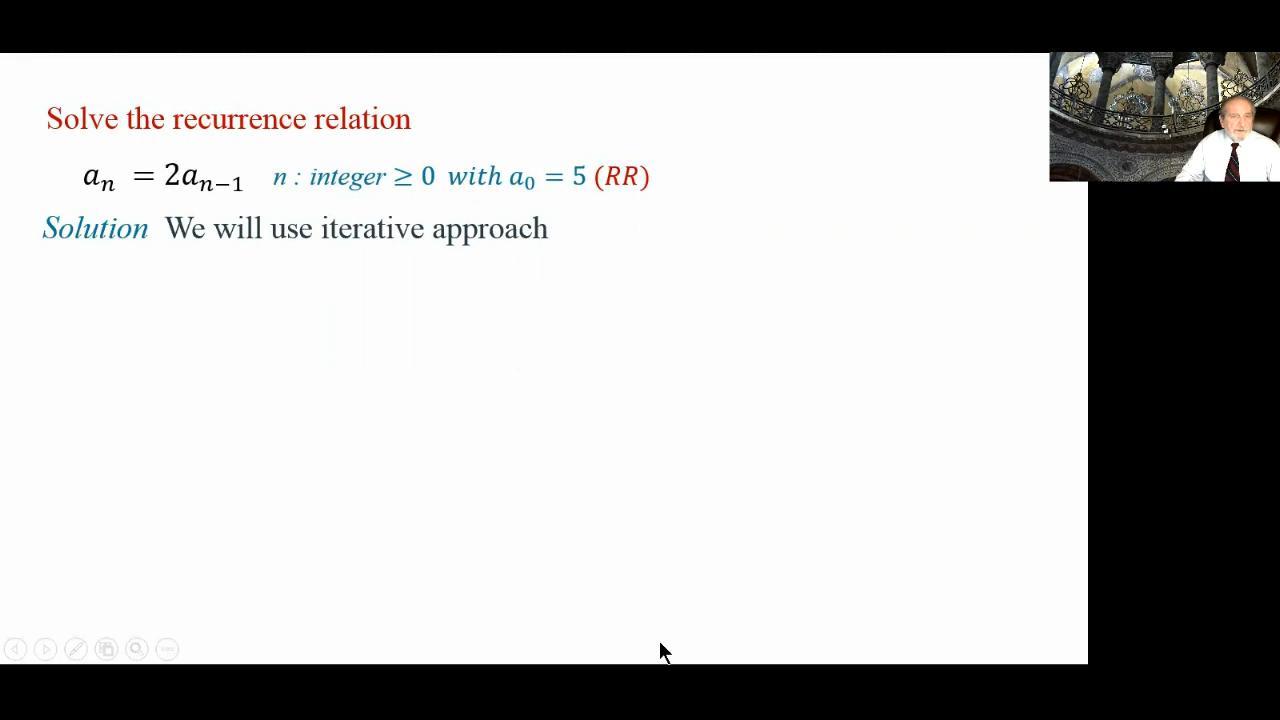 Solve the recurrence relation
aₙ = 2aₙ₋₁ n : integer ≥ 0 with a₀ = 5 (RR)
Solution We will use iterative approach